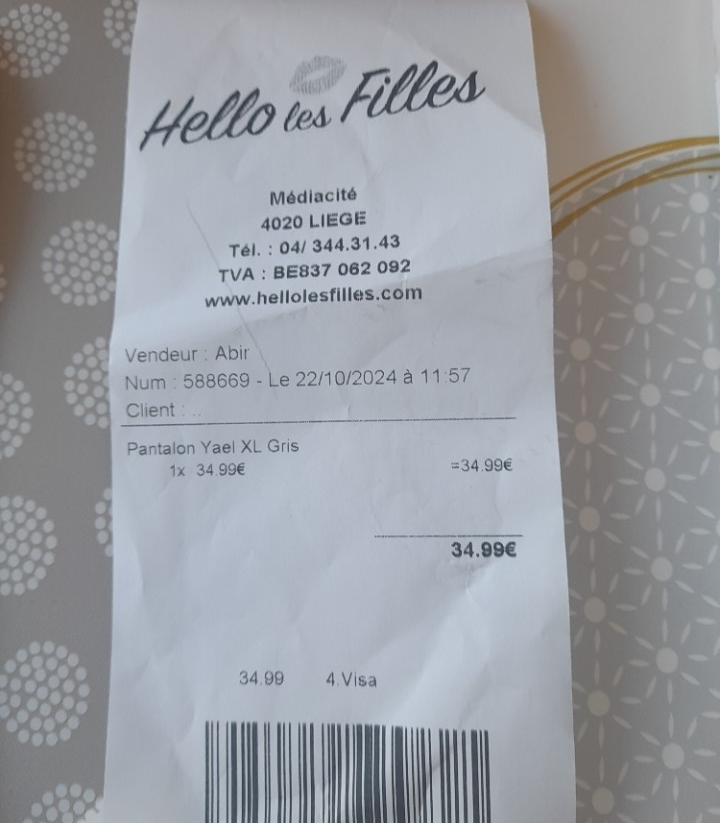 Hello les Filles
Médiacité
4020 LIEGE
Tél. : 04/ 344.31.43
TVA : BE837 062 092
www.hellolesfilles.com
Vendeur : Abir
Num : 588669 - Le 22/10/2024 à 11:57
Client : ..
Pantalon Yael XL Gris
1x 34.99€ =34.99€
34.99€
34.99 4.Visa